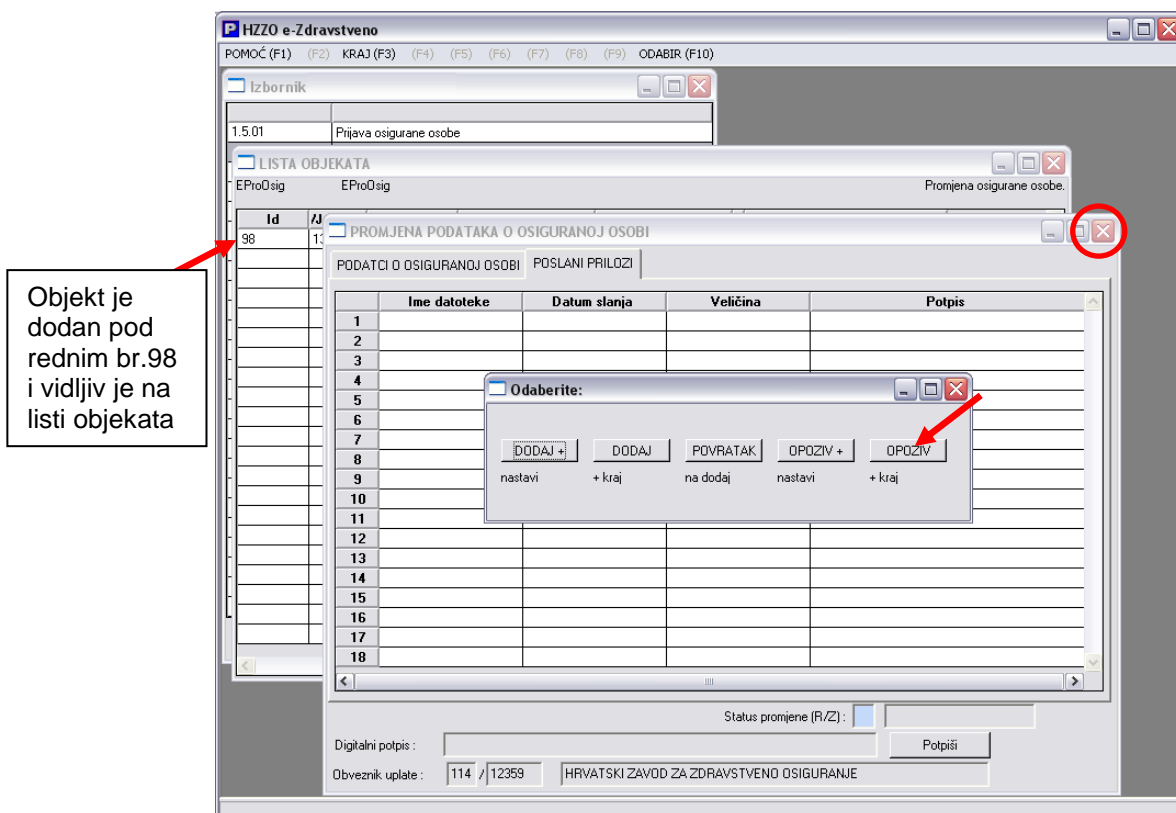 HZZO e-Zdravstveno
POMOĆ (F1) (F2) KRAJ (F3) (F4) (F5) (F6) (F7) (F8) (F9) ODABIR (F10)
Izbornik
1.5.01 Prijava osigurane osobe
LISTA OBJEKATA
EProOsig EProOsig Promjena osigurane osobe.
Id
98
PROMJENA PODATAKA O OSIGURANOJ OSOBI
PODATCI O OSIGURANOJ OSOBI POSLANI PRILOZI
Ime datoteke Datum slanja Veličina Potpis
1
2
3
4
5
6
7
8
9
10
11
12
13
14
15
16
17
18
Odaberite:
DODAJ + DODAJ POVRATAK OPOZIV + OPOZIV
nastavi + kraj na dodaj nastavi + kraj
Status promjene (R/Z) :
Digitalni potpis : Potpiši
Obveznik uplate : 114 / 12359 HRVATSKI ZAVOD ZA ZDRAVSTVENO OSIGURANJE
Objekt je
dodan pod
rednim br.98
i vidljiv je na
listi objekata